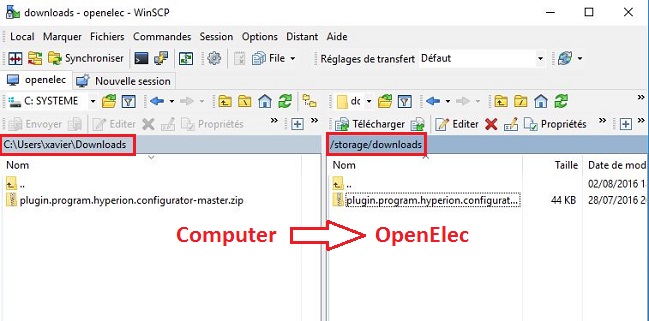 downloads - openelec - WinSCP
Local Marquer Fichiers Commandes Session Options Distant Aide
Synchroniser File Réglages de transfert Défaut
openelec Nouvelle session
C: SYSTEME
Envoyer Editer Propriétés
Télécharger Editer Propriétés
C:\Users\xavier\Downloads
/storage/downloads
Nom
Nom Taille Date de mod
..
.. 02/08/2016 1
plugin.program.hyperion.configurator-master.zip
plugin.program.hyperion.configurat... 44 KB 28/07/2016 2
Computer OpenElec